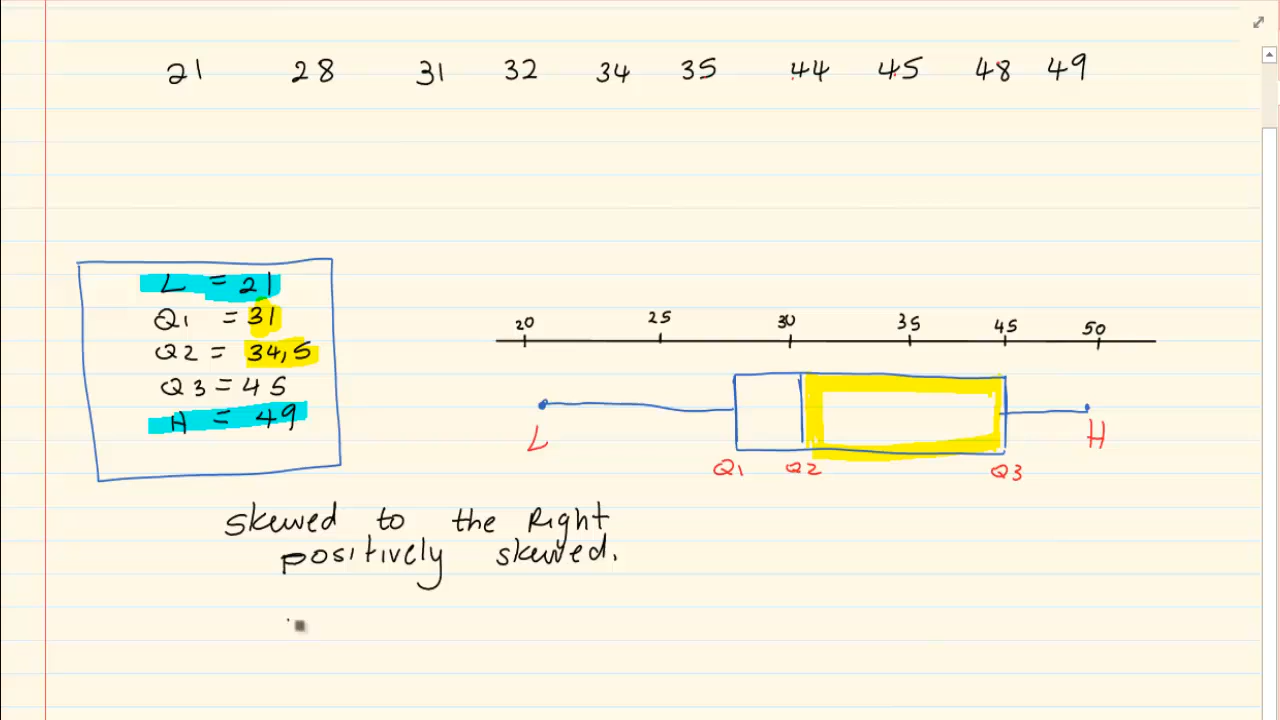 21 28 31 32 34 35 44 45 48 49
L = 21
Q1 = 31
Q2 = 34,5
Q3 = 45
H = 49
20 25 30 35 45 50
L H
Q1 Q2 Q3
Skewed to the Right
positively skewed.